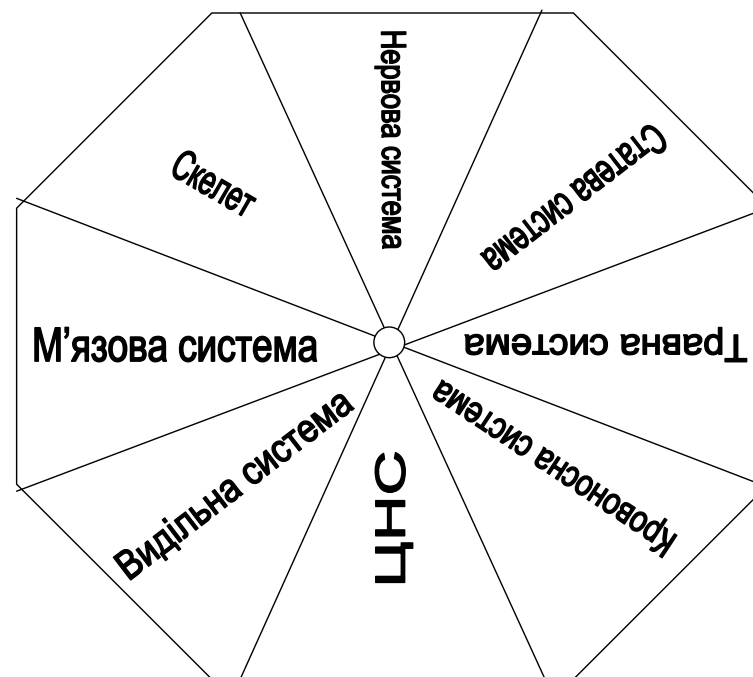 Нервова система
Статева система
Травна система
Кровоносна система
ЦНС
Видільна система
М’язова система
Скелет